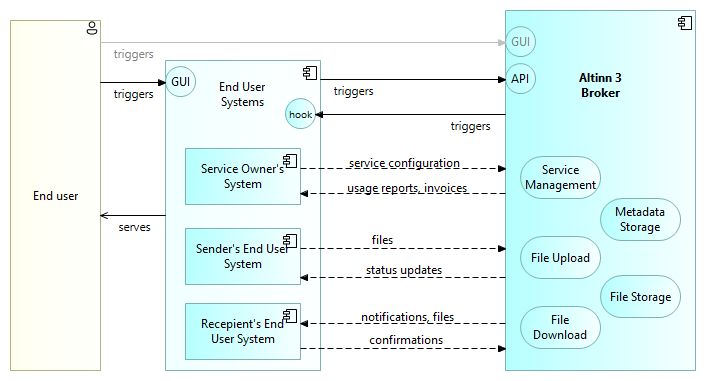 triggers
GUI
triggers
GUI
End User
Systems
triggers
API
Altinn 3
Broker
hook
triggers
Service Owner's
System
service configuration
usage reports, invoices
Service
Management
End user
serves
Metadata
Storage
Sender's End User
System
files
status updates
File Upload
File Storage
Recepient's End
User System
notifications, files
confirmations
File
Download